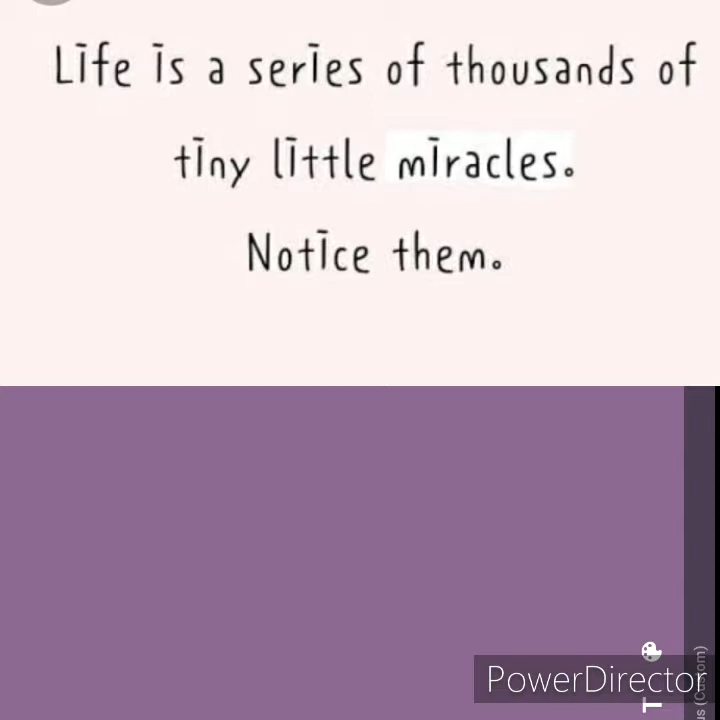 Life is a series of thousands of
tiny little miracles.
Notice them.
T
PowerDirector